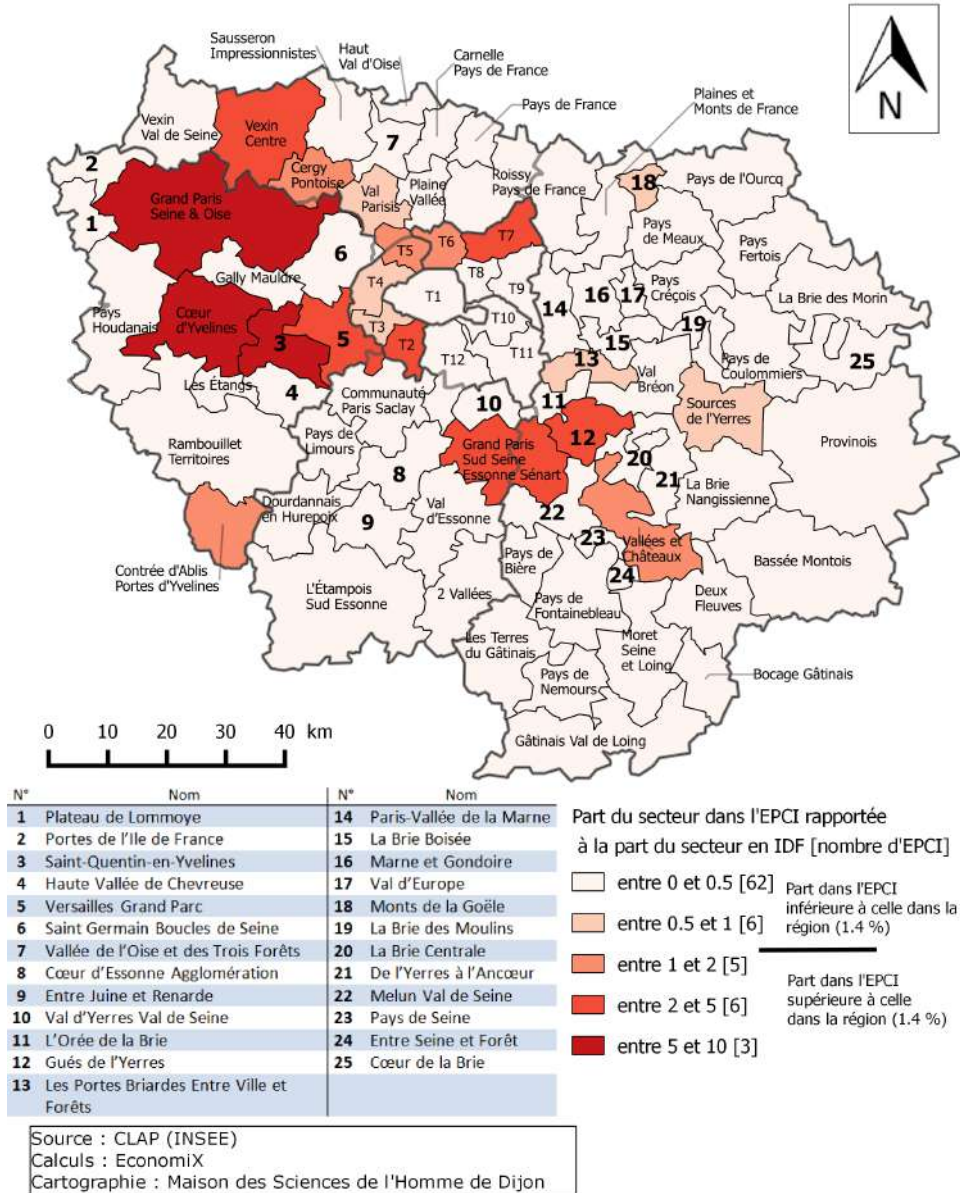 Sausseron
Impressionnistes
Haut
Val d'Oise
Carnelle
Pays de France
Pays de France
Plaines et
Monts de France
N
Vexin
Val de Seine
Vexin
Centre
2
7
Cergy
Pontoise
Val
Parisis
Plaine
Vallée
Roissy
Pays de France
18
Pays de l'Ourcq
1
Grand Paris
Seine & Oise
6
T5
T6
T7
Pays
de Meaux
Pays
Fertois
Gally Mauldre
T4
T8
T1
T9
14
16
17
Pays
Créçois
La Brie des Morin
Pays
Houdanais
Cœur
d'Yvelines
3
5
T3
T2
T10
T11
T12
15
19
13
25
Les Étangs
4
Communauté
Paris Saclay
10
11
Val
Bréon
Pays de
Coulommiers
Sources
de l'Yerres
Provinois
Rambouillet
Territoires
Pays de
Limours
8
Grand Paris
Sud Seine
Essonne Sénart
12
20
21
La Brie
Nangissienne
Dourdannais
en Hurepoix
9
Val
d'Essonne
22
23
Vallées et
Châteaux
Bassée Montois
Contrée d'Ablis
Portes d'Yvelines
L'Étampois
Sud Essonne
2 Vallées
Pays de
Bière
24
Pays de
Fontainebleau
Deux
Fleuves
Les Terres
du Gâtinais
Moret
Seine
et Loing
Pays de
Nemours
Bocage Gâtinais
Gâtinais Val de Loing
0 10 20 30 40 km
N° Nom N° Nom
1 Plateau de Lommoye 14 Paris-Vallée de la Marne
2 Portes de l'Ile de France 15 La Brie Boisée
3 Saint-Quentin-en-Yvelines 16 Marne et Gondoire
4 Haute Vallée de Chevreuse 17 Val d'Europe
5 Versailles Grand Parc 18 Monts de la Goële
6 Saint Germain Boucles de Seine 19 La Brie des Moulins
7 Vallée de l'Oise et des Trois Forêts 20 La Brie Centrale
8 Cœur d'Essonne Agglomération 21 De l'Yerres à l'Ancœur
9 Entre Juine et Renarde 22 Melun Val de Seine
10 Val d'Yerres Val de Seine 23 Pays de Seine
11 L'Orée de la Brie 24 Entre Seine et Forêt
12 Gués de l'Yerres 25 Cœur de la Brie
13 Les Portes Briardes Entre Ville et
Forêts
Part du secteur dans l'EPCI rapportée
à la part du secteur en IDF [nombre d'EPCI]
entre 0 et 0.5 [62]
entre 0.5 et 1 [6]
Part dans l'EPCI
inférieure à celle dans la
région (1.4 %)
entre 1 et 2 [5]
entre 2 et 5 [6]
entre 5 et 10 [3]
Part dans l'EPCI
supérieure à celle
dans la région (1.4 %)
Source : CLAP (INSEE)
Calculs : EconomiX
Cartographie : Maison des Sciences de l'Homme de Dijon